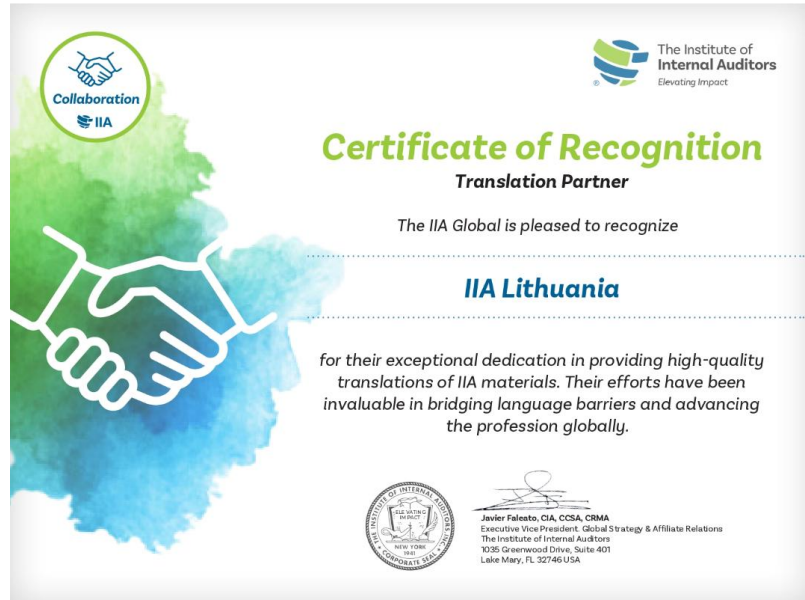 Collaboration
IIA
The Institute of
Internal Auditors
Elevating Impact
®
Certificate of Recognition
Translation Partner
The IIA Global is pleased to recognize
IIA Lithuania
for their exceptional dedication in providing high-quality
translations of IIA materials. Their efforts have been
invaluable in bridging language barriers and advancing
the profession globally.
THE INSTITUTE OF INTERNAL AUDITORS INC.
ELEVATING
IMPACT
NEW YORK
1941
CORPORATE SEAL
Javier Faleato, CIA, CCSA, CRMA
Executive Vice President. Global Strategy & Affiliate Relations
The Institute of Internal Auditors
1035 Greenwood Drive, Suite 401
Lake Mary, FL 32746 USA